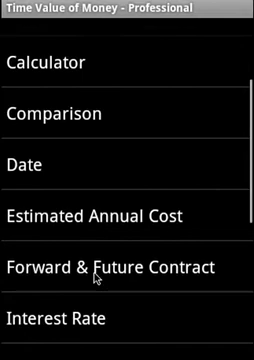 Time Value of Money - Professional
Calculator
Comparison
Date
Estimated Annual Cost
Forward & Future Contract
Interest Rate